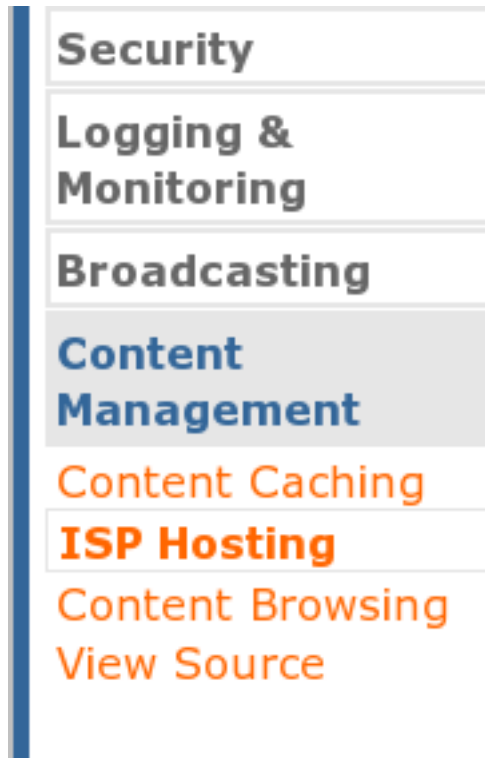 Security
Logging &
Monitoring
Broadcasting
Content
Management
Content Caching
ISP Hosting
Content Browsing
View Source